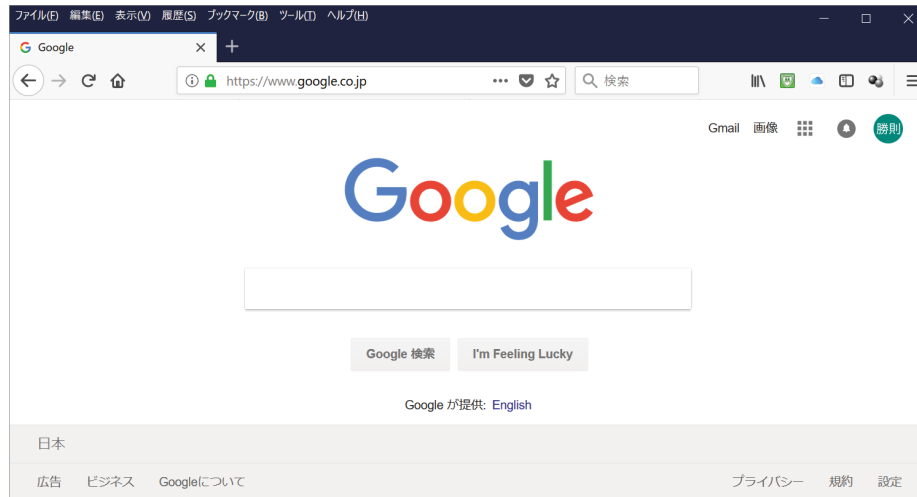 ファイル(F) 編集(E) 表示(V) 履歴(S) ブックマーク(B) ツール(T) ヘルプ(H)
Google
https://www.google.co.jp 検索
Gmail 画像 勝則
Google
Google 検索 I'm Feeling Lucky
Google が提供: English
日本
広告 ビジネス Googleについて プライバシー 規約 設定